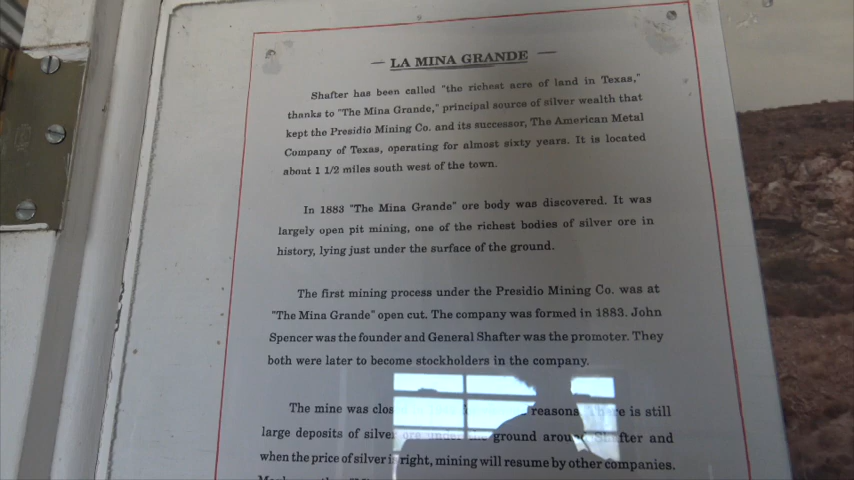 — LA MINA GRANDE —
Shafter has been called "the richest acre of land in Texas,"
thanks to "The Mina Grande," principal source of silver wealth that
kept the Presidio Mining Co. and its successor, The American Metal
Company of Texas, operating for almost sixty years. It is located
about 1 1/2 miles south west of the town.
In 1883 "The Mina Grande" ore body was discovered. It was
largely open pit mining, one of the richest bodies of silver ore in
history, lying just under the surface of the ground.
The first mining process under the Presidio Mining Co. was at
"The Mina Grande" open cut. The company was formed in 1883. John
Spencer was the founder and General Shafter was the promoter. They
both were later to become stockholders in the company.
The mine was reasons. There is still
large deposits of silver ore under the ground around Shafter and
when the price of silver is right, mining will resume by other companies.